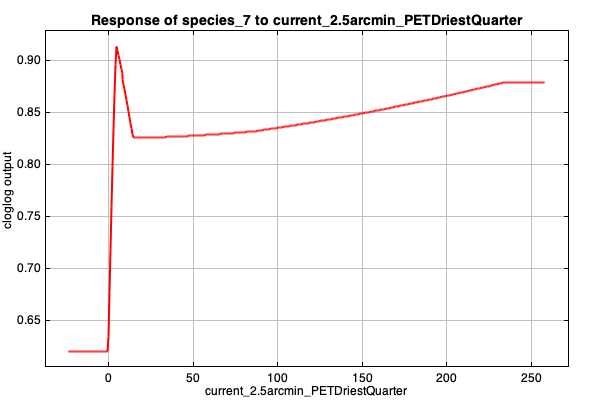 Response of species_7 to current_2.5arcmin_PETDriestQuarter
0.90
0.85
0.80
0.75
0.70
0.65
cloglog output
0 50 100 150 200 250
current_2.5arcmin_PETDriestQuarter